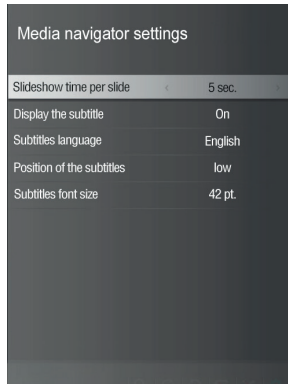 Media navigator settings
Slideshow time per slide 5 sec.
Display the subtitle On
Subtitles language English
Position of the subtitles low
Subtitles font size 42 pt.